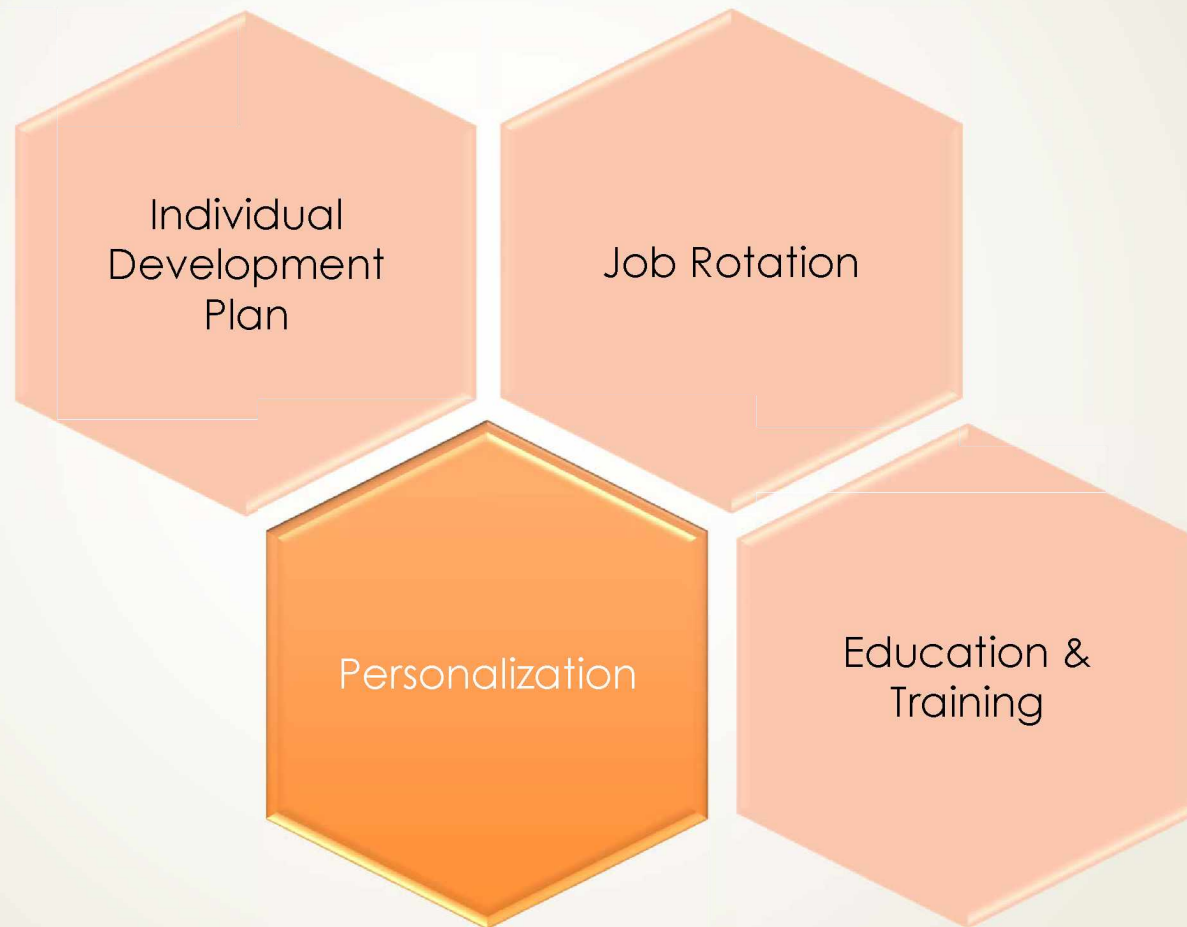 Individual
Development
Plan
Job Rotation
Personalization
Education &
Training